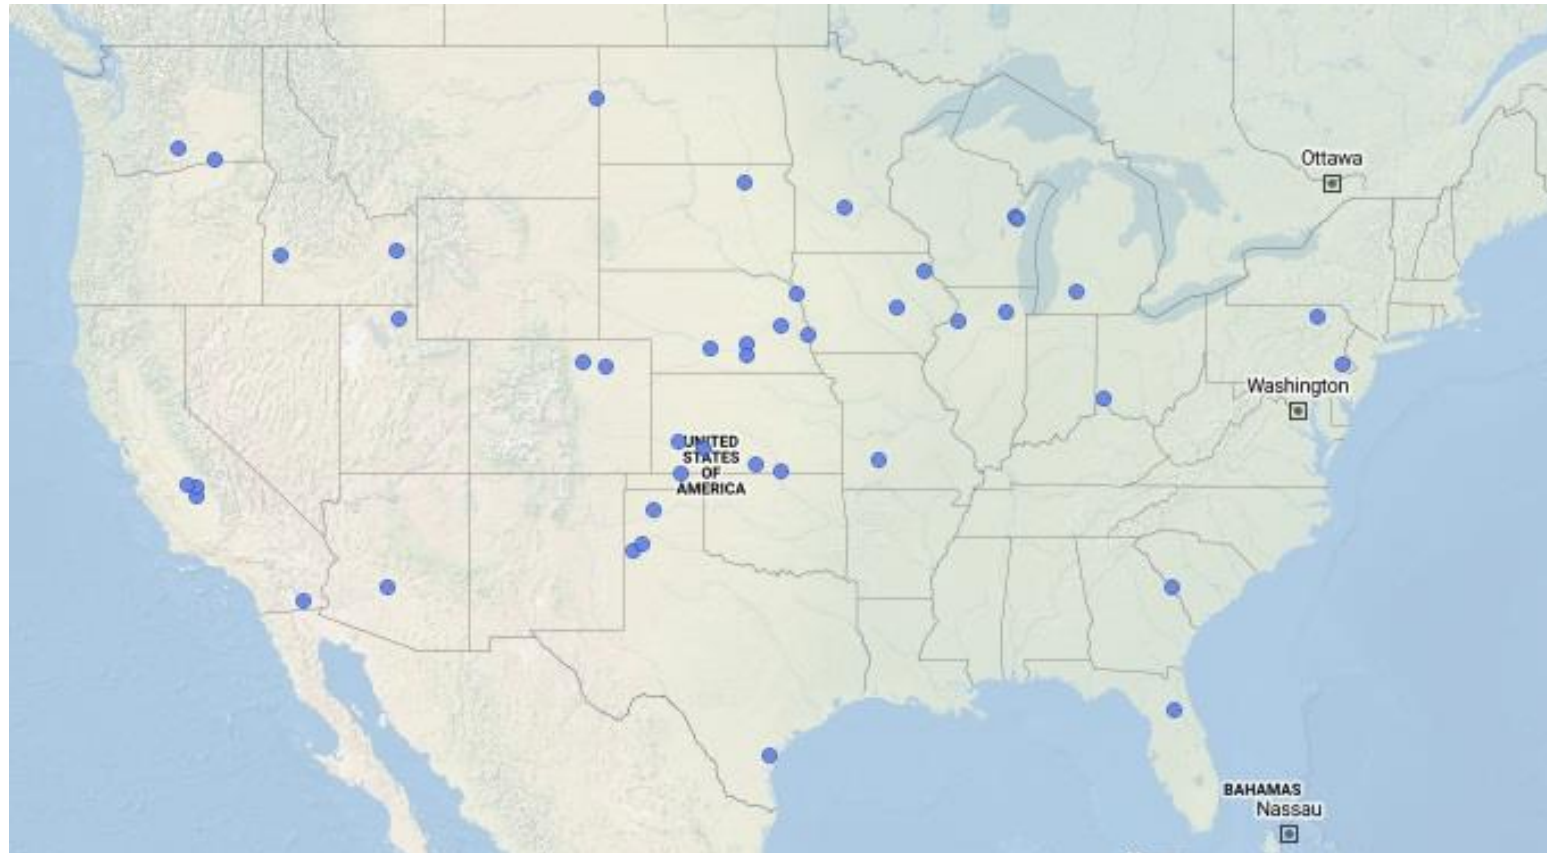 Ottawa
Washington
UNITED
STATES
OF
AMERICA
BAHAMAS
Nassau